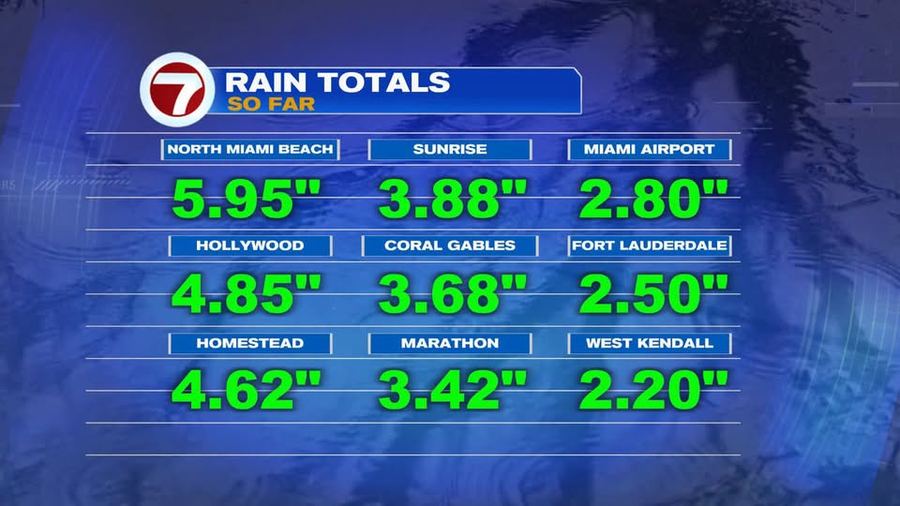 7
RAIN TOTALS
SO FAR
NORTH MIAMI BEACH SUNRISE MIAMI AIRPORT
5.95" 3.88" 2.80"
HOLLYWOOD CORAL GABLES FORT LAUDERDALE
4.85" 3.68" 2.50"
HOMESTEAD MARATHON WEST KENDALL
4.62" 3.42" 2.20"